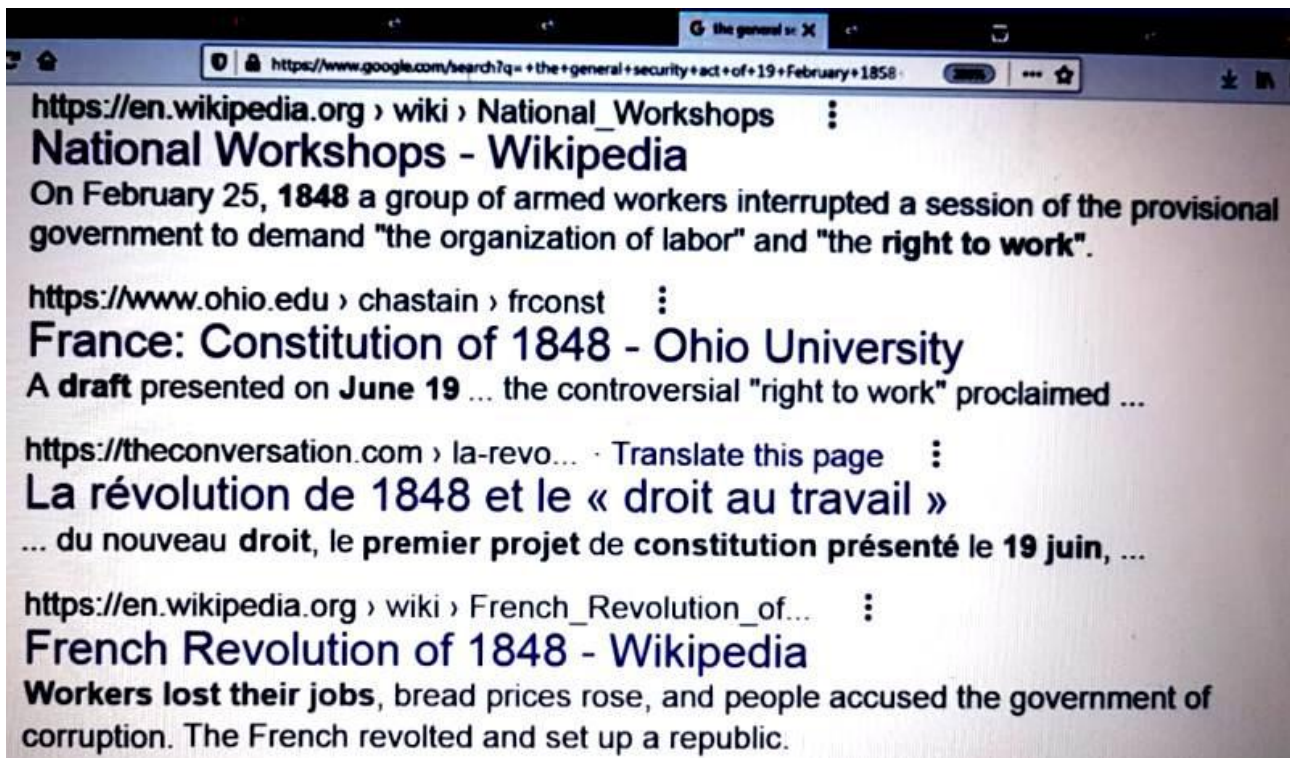 G the general se
https://www.google.com/search?q=+the+general+security+act+of+19+February+1858
https://en.wikipedia.org › wiki › National_Workshops
National Workshops - Wikipedia
On February 25, 1848 a group of armed workers interrupted a session of the provisional
government to demand "the organization of labor" and "the right to work".
https://www.ohio.edu › chastain › frconst
France: Constitution of 1848 - Ohio University
A draft presented on June 19 ... the controversial "right to work" proclaimed ...
https://theconversation.com › la-revo... · Translate this page
La révolution de 1848 et le « droit au travail »
... du nouveau droit, le premier projet de constitution présenté le 19 juin, ...
https://en.wikipedia.org › wiki › French_Revolution_of...
French Revolution of 1848 - Wikipedia
Workers lost their jobs, bread prices rose, and people accused the government of
corruption. The French revolted and set up a republic.